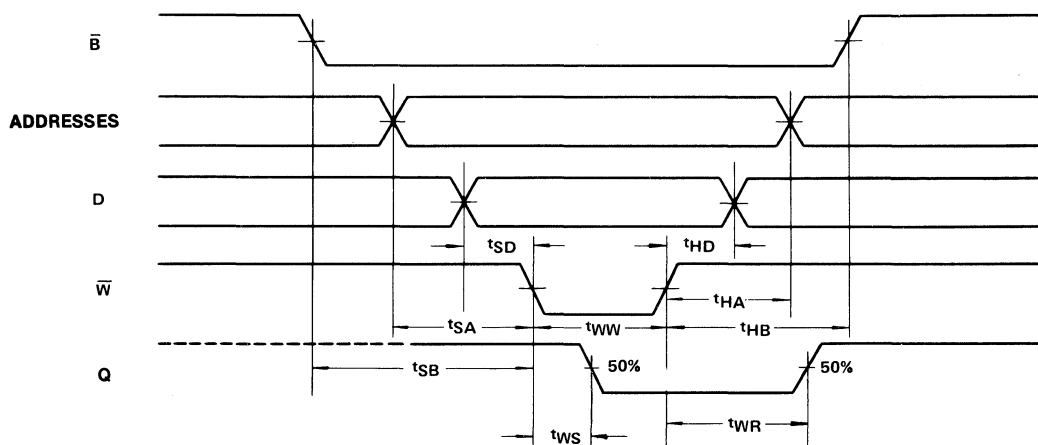 B̅
ADDRESSES
D
tSD
tHD
W̅
tHA
tSA
tWW
tHB
Q
tSB
50%
50%
tWS
tWR